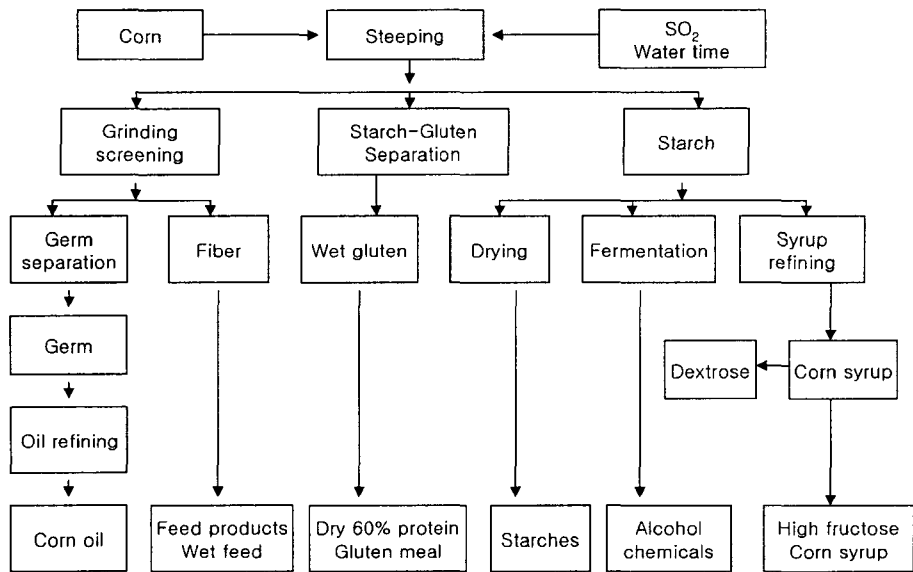 Corn
Steeping
SO2
Water time
Grinding
screening
Starch-Gluten
Separation
Starch
Germ
separation
Fiber
Wet gluten
Drying
Fermentation
Syrup
refining
Germ
Dextrose
Corn syrup
Oil refining
Corn oil
Feed products
Wet feed
Dry 60% protein
Gluten meal
Starches
Alcohol
chemicals
High fructose
Corn syrup